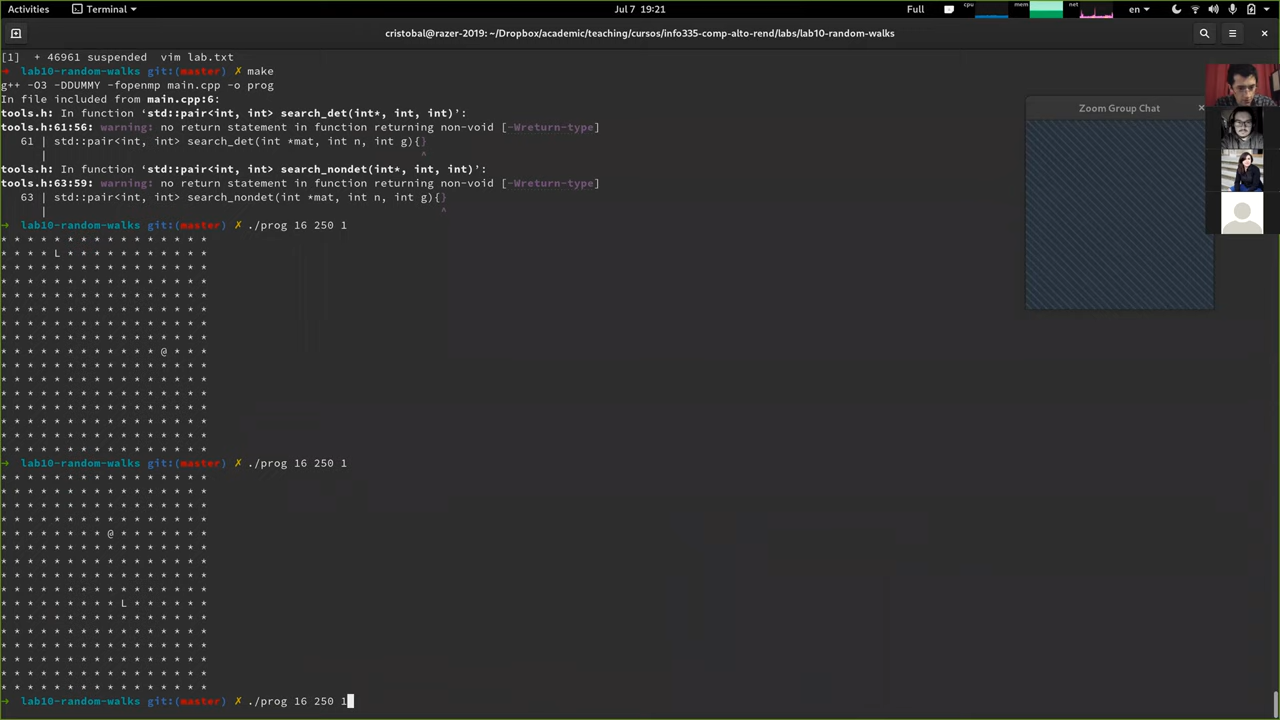 Activities
Terminal
Jul 7 19:21
Full
cpu
mem
net
en
cristobal@razer-2019: ~/Dropbox/academic/teaching/cursos/info335-comp-alto-rend/labs/lab10-random-walks
[1]  + 46961 suspended  vim lab.txt
➜  lab10-random-walks git:(master) ✗ make
g++ -O3 -DDUMMY -fopenmp main.cpp -o prog
In file included from main.cpp:6:
tools.h: In function ‘std::pair<int, int> search_det(int*, int, int)’:
tools.h:61:56: warning: no return statement in function returning non-void [-Wreturn-type]
   61 | std::pair<int, int> search_det(int *mat, int n, int g){}
      |                                                        ^
tools.h: In function ‘std::pair<int, int> search_nondet(int*, int, int)’:
tools.h:63:59: warning: no return statement in function returning non-void [-Wreturn-type]
   63 | std::pair<int, int> search_nondet(int *mat, int n, int g){}
      |                                                           ^
➜  lab10-random-walks git:(master) ✗ ./prog 16 250 1
* * * * * * * * * * * * * * * *
* * * * L * * * * * * * * * * *
* * * * * * * * * * * * * * * *
* * * * * * * * * * * * * * * *
* * * * * * * * * * * * * * * *
* * * * * * * * * * * * * * * *
* * * * * * * * * * * * * * * *
* * * * * * * * * * * * * * * *
* * * * * * * * * * * * @ * * *
* * * * * * * * * * * * * * * *
* * * * * * * * * * * * * * * *
* * * * * * * * * * * * * * * *
* * * * * * * * * * * * * * * *
* * * * * * * * * * * * * * * *
* * * * * * * * * * * * * * * *
* * * * * * * * * * * * * * * *
➜  lab10-random-walks git:(master) ✗ ./prog 16 250 1
* * * * * * * * * * * * * * * *
* * * * * * * * * * * * * * * *
* * * * * * * * * * * * * * * *
* * * * * * * * * * * * * * * *
* * * * * * * * @ * * * * * * *
* * * * * * * * * * * * * * * *
* * * * * * * * * * * * * * * *
* * * * * * * * * * * * * * * *
* * * * * * * * * * * * * * * *
* * * * * * * * * L * * * * * *
* * * * * * * * * * * * * * * *
* * * * * * * * * * * * * * * *
* * * * * * * * * * * * * * * *
* * * * * * * * * * * * * * * *
* * * * * * * * * * * * * * * *
* * * * * * * * * * * * * * * *
➜  lab10-random-walks git:(master) ✗ ./prog 16 250 1
Zoom Group Chat